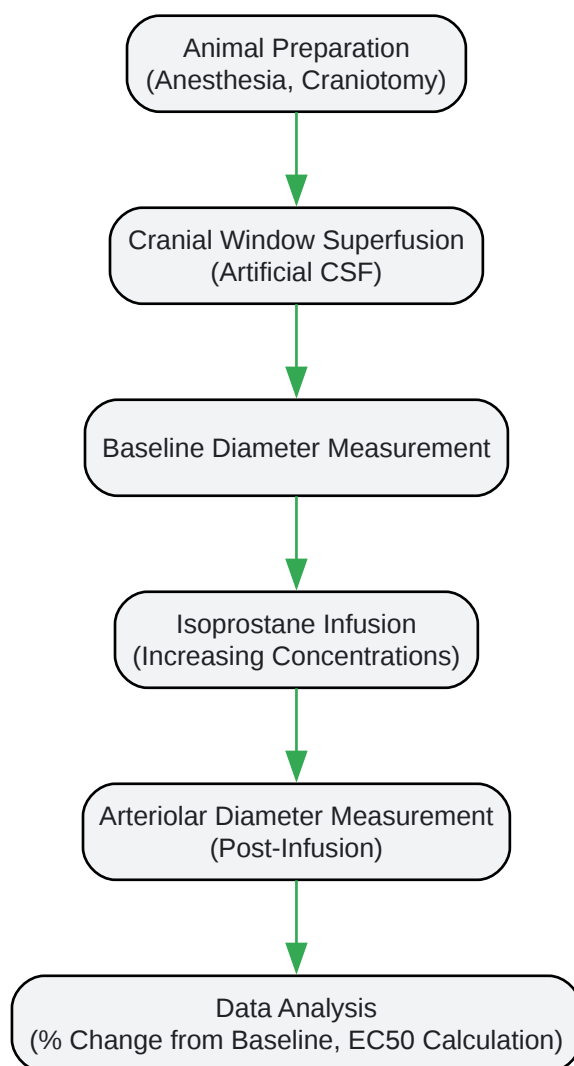 Animal Preparation
(Anesthesia, Craniotomy)
Cranial Window Superfusion
(Artificial CSF)
Baseline Diameter Measurement
Isoprostane Infusion
(Increasing Concentrations)
Arteriolar Diameter Measurement
(Post-Infusion)
Data Analysis
(% Change from Baseline, EC50 Calculation)